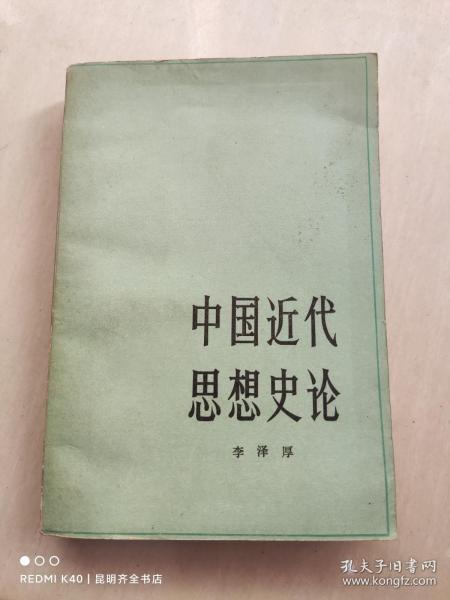 中国近代
思想史论
李泽厚
REDMI K40 | 昆明齐全书店
孔夫子旧书网
www.kongfz.com